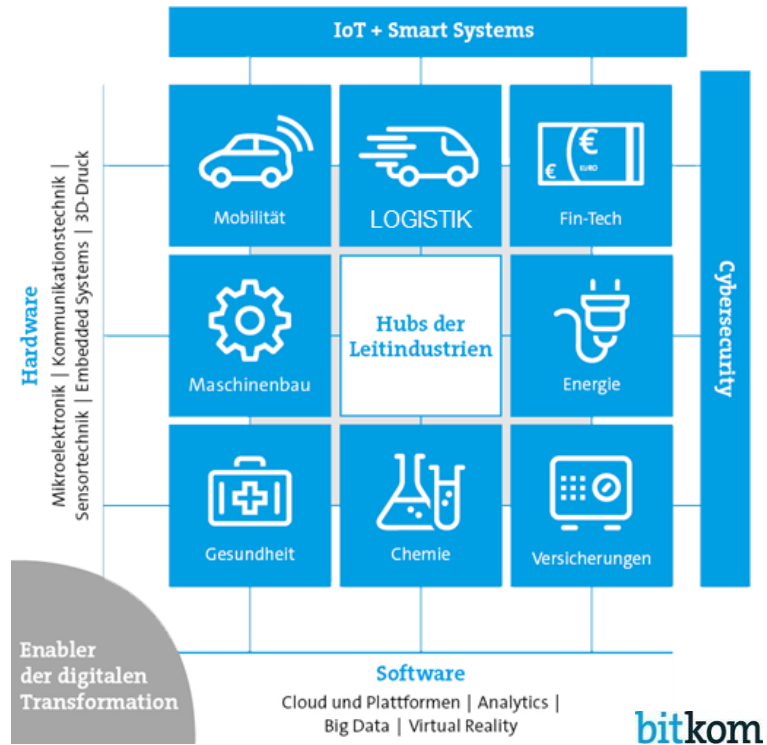 IoT + Smart Systems
Mobilität
LOGISTIK
€
€
EURO
Fin-Tech
Hardware
Mikroelektronik | Kommunikationstechnik |
Sensortechnik | Embedded Systems | 3D-Druck
Maschinenbau
Hubs der
Leitindustrien
Energie
Cybersecurity
Gesundheit
Chemie
Versicherungen
Enabler
der digitalen
Transformation
Software
Cloud und Plattformen | Analytics |
Big Data | Virtual Reality
bitkom